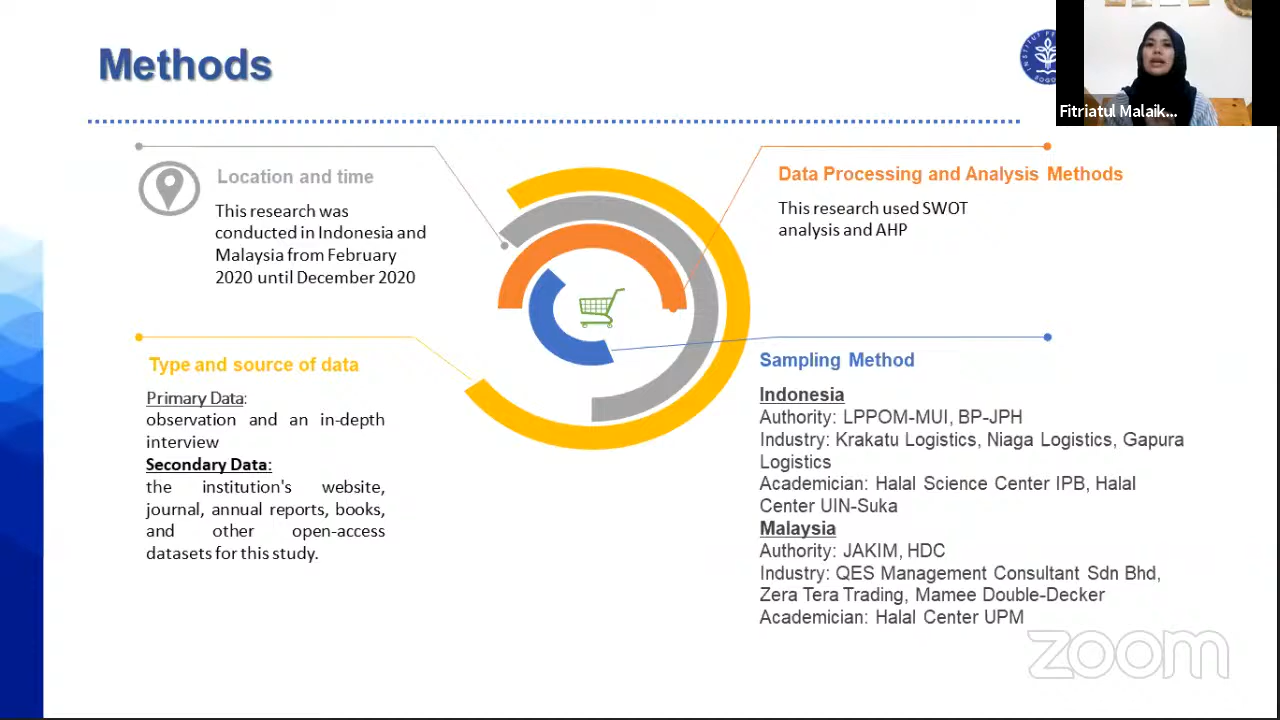 Methods
INSTITUT
BOGOR
Fitriatul Malaik...
Location and time
This research was
conducted in Indonesia and
Malaysia from February
2020 until December 2020
Data Processing and Analysis Methods
This research used SWOT
analysis and AHP
Type and source of data
Primary Data:
observation and an in-depth
interview
Secondary Data:
the institution's website,
journal, annual reports, books,
and other open-access
datasets for this study.
Sampling Method
Indonesia
Authority: LPPOM-MUI, BP-JPH
Industry: Krakatu Logistics, Niaga Logistics, Gapura
Logistics
Academician: Halal Science Center IPB, Halal
Center UIN-Suka
Malaysia
Authority: JAKIM, HDC
Industry: QES Management Consultant Sdn Bhd,
Zera Tera Trading, Mamee Double-Decker
Academician: Halal Center UPM
zoom